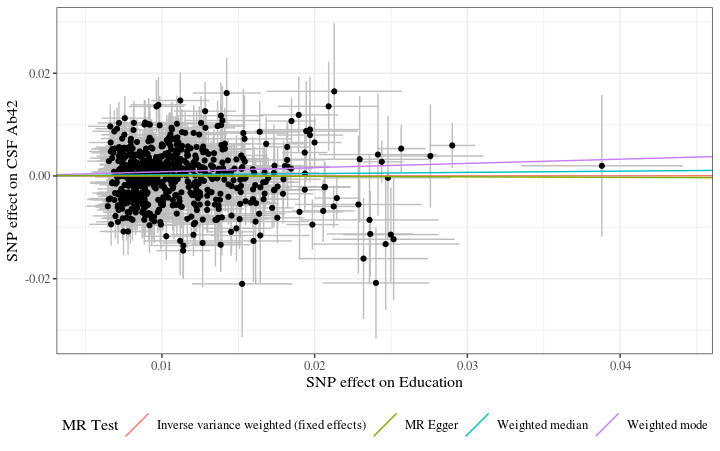 SNP effect on CSF Ab42
0.02
0.00
-0.02
0.01 0.02 0.03 0.04
SNP effect on Education
MR Test Inverse variance weighted (fixed effects) MR Egger Weighted median Weighted mode